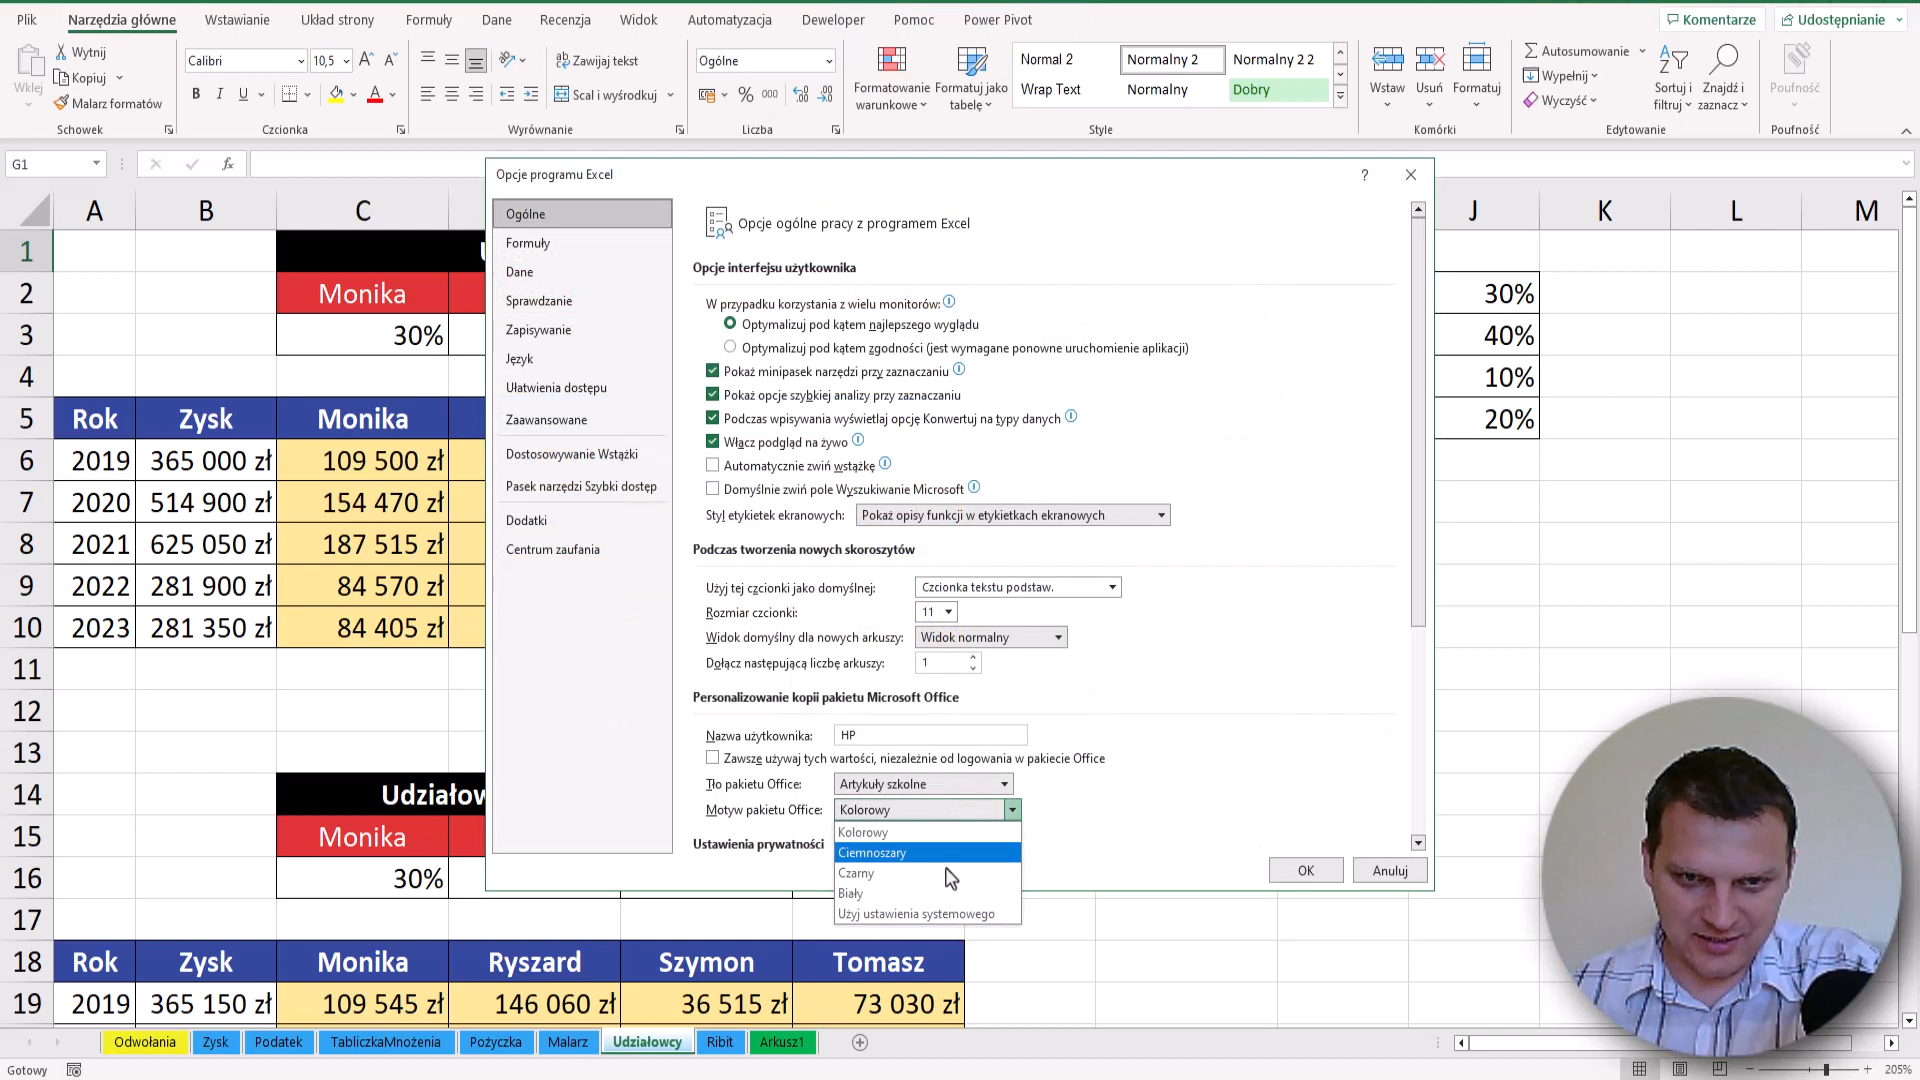 Plik Narzędzia główne Wstawianie Układ strony Formuły Dane Recenzja Widok Automatyzacja Deweloper Pomoc Power Pivot Komentarze Udostępnianie
Wklej
Wytnij
Kopiuj
Malarz formatów
Schowek
Calibri 10,5 A A
B I U A
Czcionka
ab Zawijaj tekst
Scal i wyśrodkuj
Wyrównanie
Ogólne
% 000
Liczba
Formatowanie warunkowe
Formatuj jako tabelę
Normal 2 Normalny 2 Normalny 2 2
Wrap Text Normalny Dobry
Style
Wstaw Usuń Formatuj
Komórki
Autosumowanie
Wypełnij
Wyczyść
Sortuj i filtruj
Znajdź i zaznacz
Edytowanie
Poufność
Poufność
G1 fx
A B C J K L M
1
2 Monika 30%
3 30% 40%
4 10%
5 Rok Zysk Monika 20%
6 2019 365 000 zł 109 500 zł
7 2020 514 900 zł 154 470 zł
8 2021 625 050 zł 187 515 zł
9 2022 281 900 zł 84 570 zł
10 2023 281 350 zł 84 405 zł
11
12
13
14 Udziałow
15 Monika
16 30%
17
18 Rok Zysk Monika Ryszard Szymon Tomasz
19 2019 365 150 zł 109 545 zł 146 060 zł 36 515 zł 73 030 zł
Opcje programu Excel ?
Ogólne
Formuły
Dane
Sprawdzanie
Zapisywanie
Język
Ułatwienia dostępu
Zaawansowane
Dostosowywanie Wstążki
Pasek narzędzi Szybki dostęp
Dodatki
Centrum zaufania
Opcje ogólne pracy z programem Excel
Opcje interfejsu użytkownika
W przypadku korzystania z wielu monitorów:
Optymalizuj pod kątem najlepszego wyglądu
Optymalizuj pod kątem zgodności (jest wymagane ponowne uruchomienie aplikacji)
Pokaż minipasek narzędzi przy zaznaczaniu
Pokaż opcje szybkiej analizy przy zaznaczaniu
Podczas wpisywania wyświetlaj opcję Konwertuj na typy danych
Włącz podgląd na żywo
Automatycznie zwiń wstążkę
Domyślnie zwiń pole Wyszukiwanie Microsoft
Styl etykietek ekranowych: Pokaż opisy funkcji w etykietkach ekranowych
Podczas tworzenia nowych skoroszytów
Użyj tej czcionki jako domyślnej: Czcionka tekstu podstaw.
Rozmiar czcionki: 11
Widok domyślny dla nowych arkuszy: Widok normalny
Dołącz następującą liczbę arkuszy: 1
Personalizowanie kopii pakietu Microsoft Office
Nazwa użytkownika: HP
Zawsze używaj tych wartości, niezależnie od logowania w pakiecie Office
Tło pakietu Office: Artykuły szkolne
Motyw pakietu Office: Kolorowy
Kolorowy
Ciemnoszary
Czarny
Biały
Użyj ustawienia systemowego
Ustawienia prywatności
OK Anuluj
Odwołania Zysk Podatek TabliczkaMnożenia Pożyczka Malarz Udziałowcy Ribit Arkusz1
Gotowy 205%